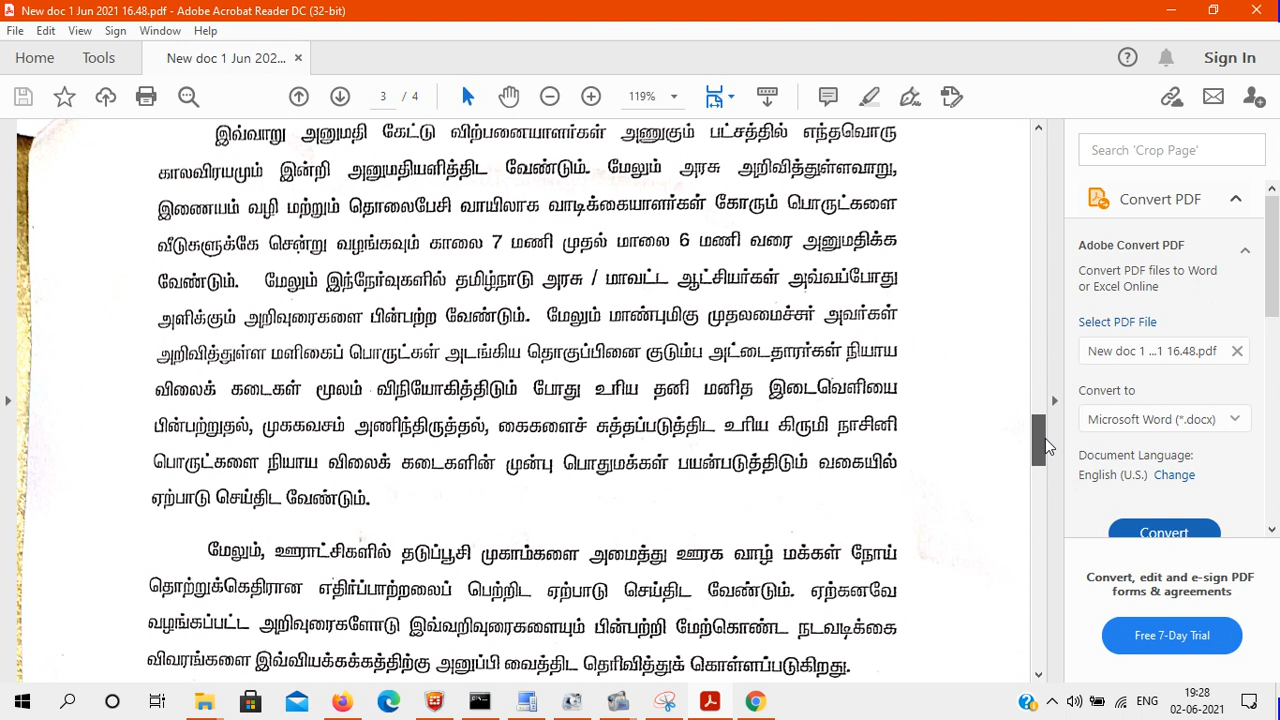 New doc 1 Jun 2021 16.48.pdf - Adobe Acrobat Reader DC (32-bit)
File Edit View Sign Window Help
Home Tools New doc 1 Jun 202... × Sign In
3 / 4 119%
இவ்வாறு அனுமதி கேட்டு விற்பனையாளர்கள் அணுகும் பட்சத்தில் எந்தவொரு
காலவிரயமும் இன்றி அனுமதியளித்திட வேண்டும். மேலும் அரசு அறிவித்துள்ளவாறு,
இணையம் வழி மற்றும் தொலைபேசி வாயிலாக வாடிக்கையாளர்கள் கோரும் பொருட்களை
வீடுகளுக்கே சென்று வழங்கவும் காலை 7 மணி முதல் மாலை 6 மணி வரை அனுமதிக்க
வேண்டும். மேலும் இந்நேர்வுகளில் தமிழ்நாடு அரசு / மாவட்ட ஆட்சியர்கள் அவ்வப்போது
அளிக்கும் அறிவுரைகளை பின்பற்ற வேண்டும். மேலும் மாண்புமிகு முதலமைச்சர் அவர்கள்
அறிவித்துள்ள மளிகைப் பொருட்கள் அடங்கிய தொகுப்பினை குடும்ப அட்டைதாரர்கள் நியாய
விலைக் கடைகள் மூலம் விநியோகித்திடும் போது உரிய தனி மனித இடைவெளியை
பின்பற்றுதல், முககவசம் அணிந்திருத்தல், கைகளைச் சுத்தப்படுத்திட உரிய கிருமி நாசினி
பொருட்களை நியாய விலைக் கடைகளின் முன்பு பொதுமக்கள் பயன்படுத்திடும் வகையில்
ஏற்பாடு செய்திட வேண்டும்.
மேலும், ஊராட்சிகளில் தடுப்பூசி முகாம்களை அமைத்து ஊரக வாழ் மக்கள் நோய்
தொற்றுக்கெதிரான எதிர்ப்பாற்றலைப் பெற்றிட ஏற்பாடு செய்திட வேண்டும். ஏற்கனவே
வழங்கப்பட்ட அறிவுரைகளோடு இவ்வறிவுரைகளையும் பின்பற்றி மேற்கொண்ட நடவடிக்கை
விவரங்களை இவ்வியக்கக்கத்திற்கு அனுப்பி வைத்திட தெரிவித்துக் கொள்ளப்படுகிறது.
Search 'Crop Page'
Convert PDF
Adobe Convert PDF
Convert PDF files to Word
or Excel Online
Select PDF File
New doc 1 ...1 16.48.pdf ×
Convert to
Microsoft Word (*.docx)
Document Language:
English (U.S.) Change
Convert
Convert, edit and e-sign PDF
forms & agreements
Free 7-Day Trial
ENG
9:28
02-06-2021